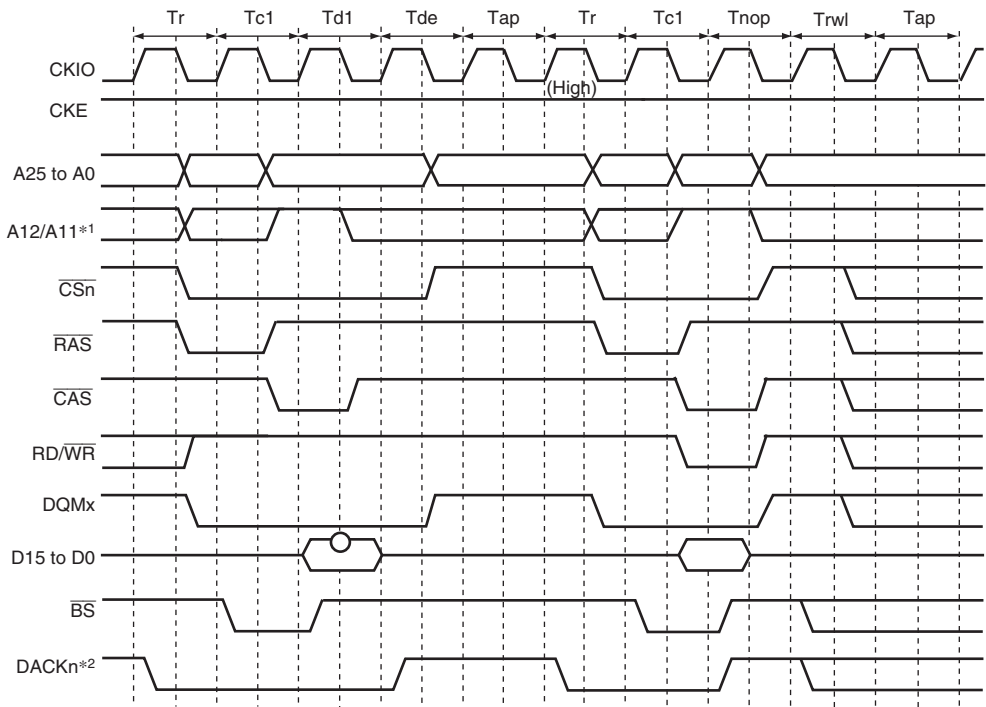 Tr Tc1 Td1 Tde Tap Tr Tc1 Tnop Trwl Tap
CKIO
(High)
CKE
A25 to A0
A12/A11*1
CSn
RAS
CAS
RD/WR
DQMx
D15 to D0
BS
DACKn*2